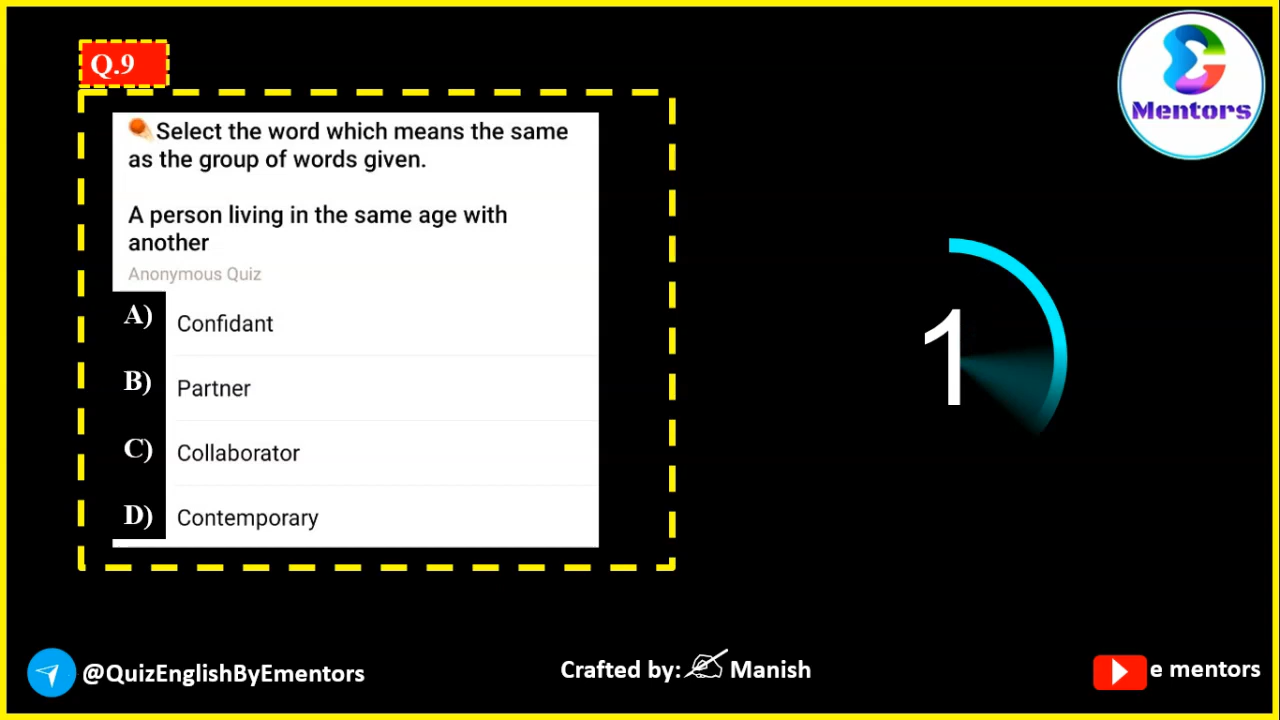 Q.9
Mentors
Select the word which means the same
as the group of words given.
A person living in the same age with
another
Anonymous Quiz
A) Confidant
B) Partner
C) Collaborator
D) Contemporary
1
@QuizEnglishByEmentors
Crafted by: Manish
e mentors